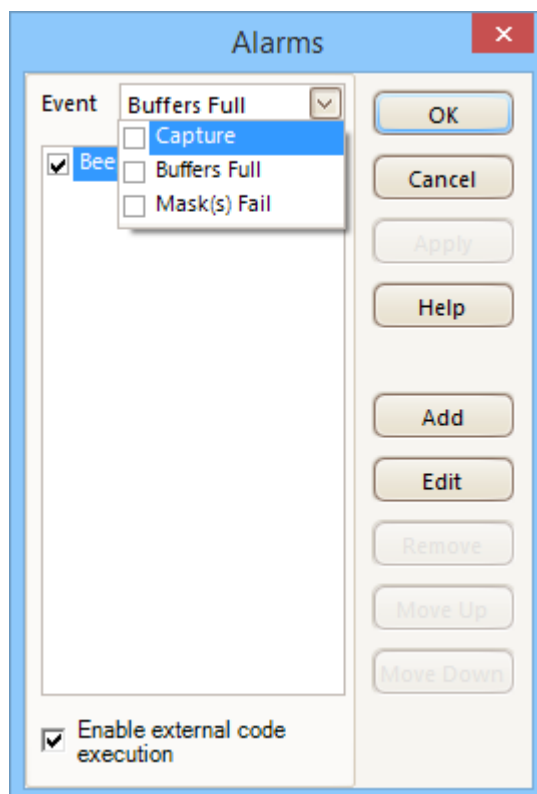 Alarms
Event
Buffers Full
Capture
Buffers Full
Mask(s) Fail
Enable external code
execution
OK
Cancel
Apply
Help
Add
Edit
Remove
Move Up
Move Down